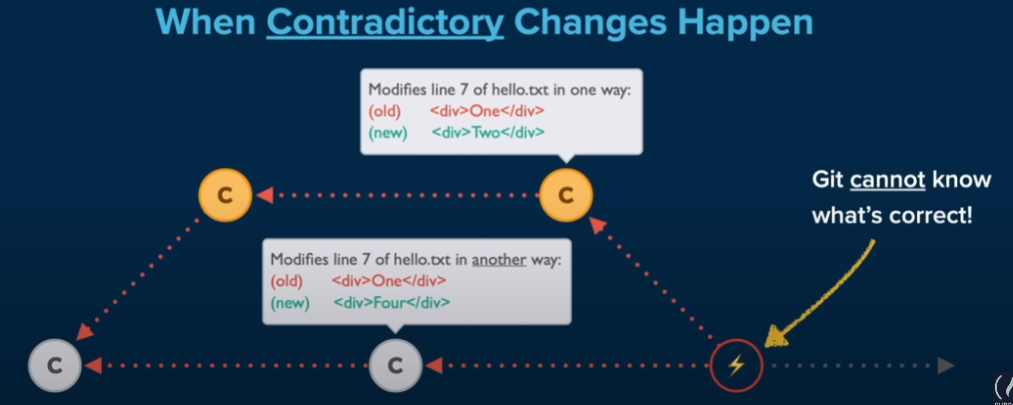 When Contradictory Changes Happen
Modifies line 7 of hello.txt in one way:
(old) <div>One</div>
(new) <div>Two</div>
Git cannot know
what's correct!
C
C
Modifies line 7 of hello.txt in another way:
(old) <div>One</div>
(new) <div>Four</div>
C
C